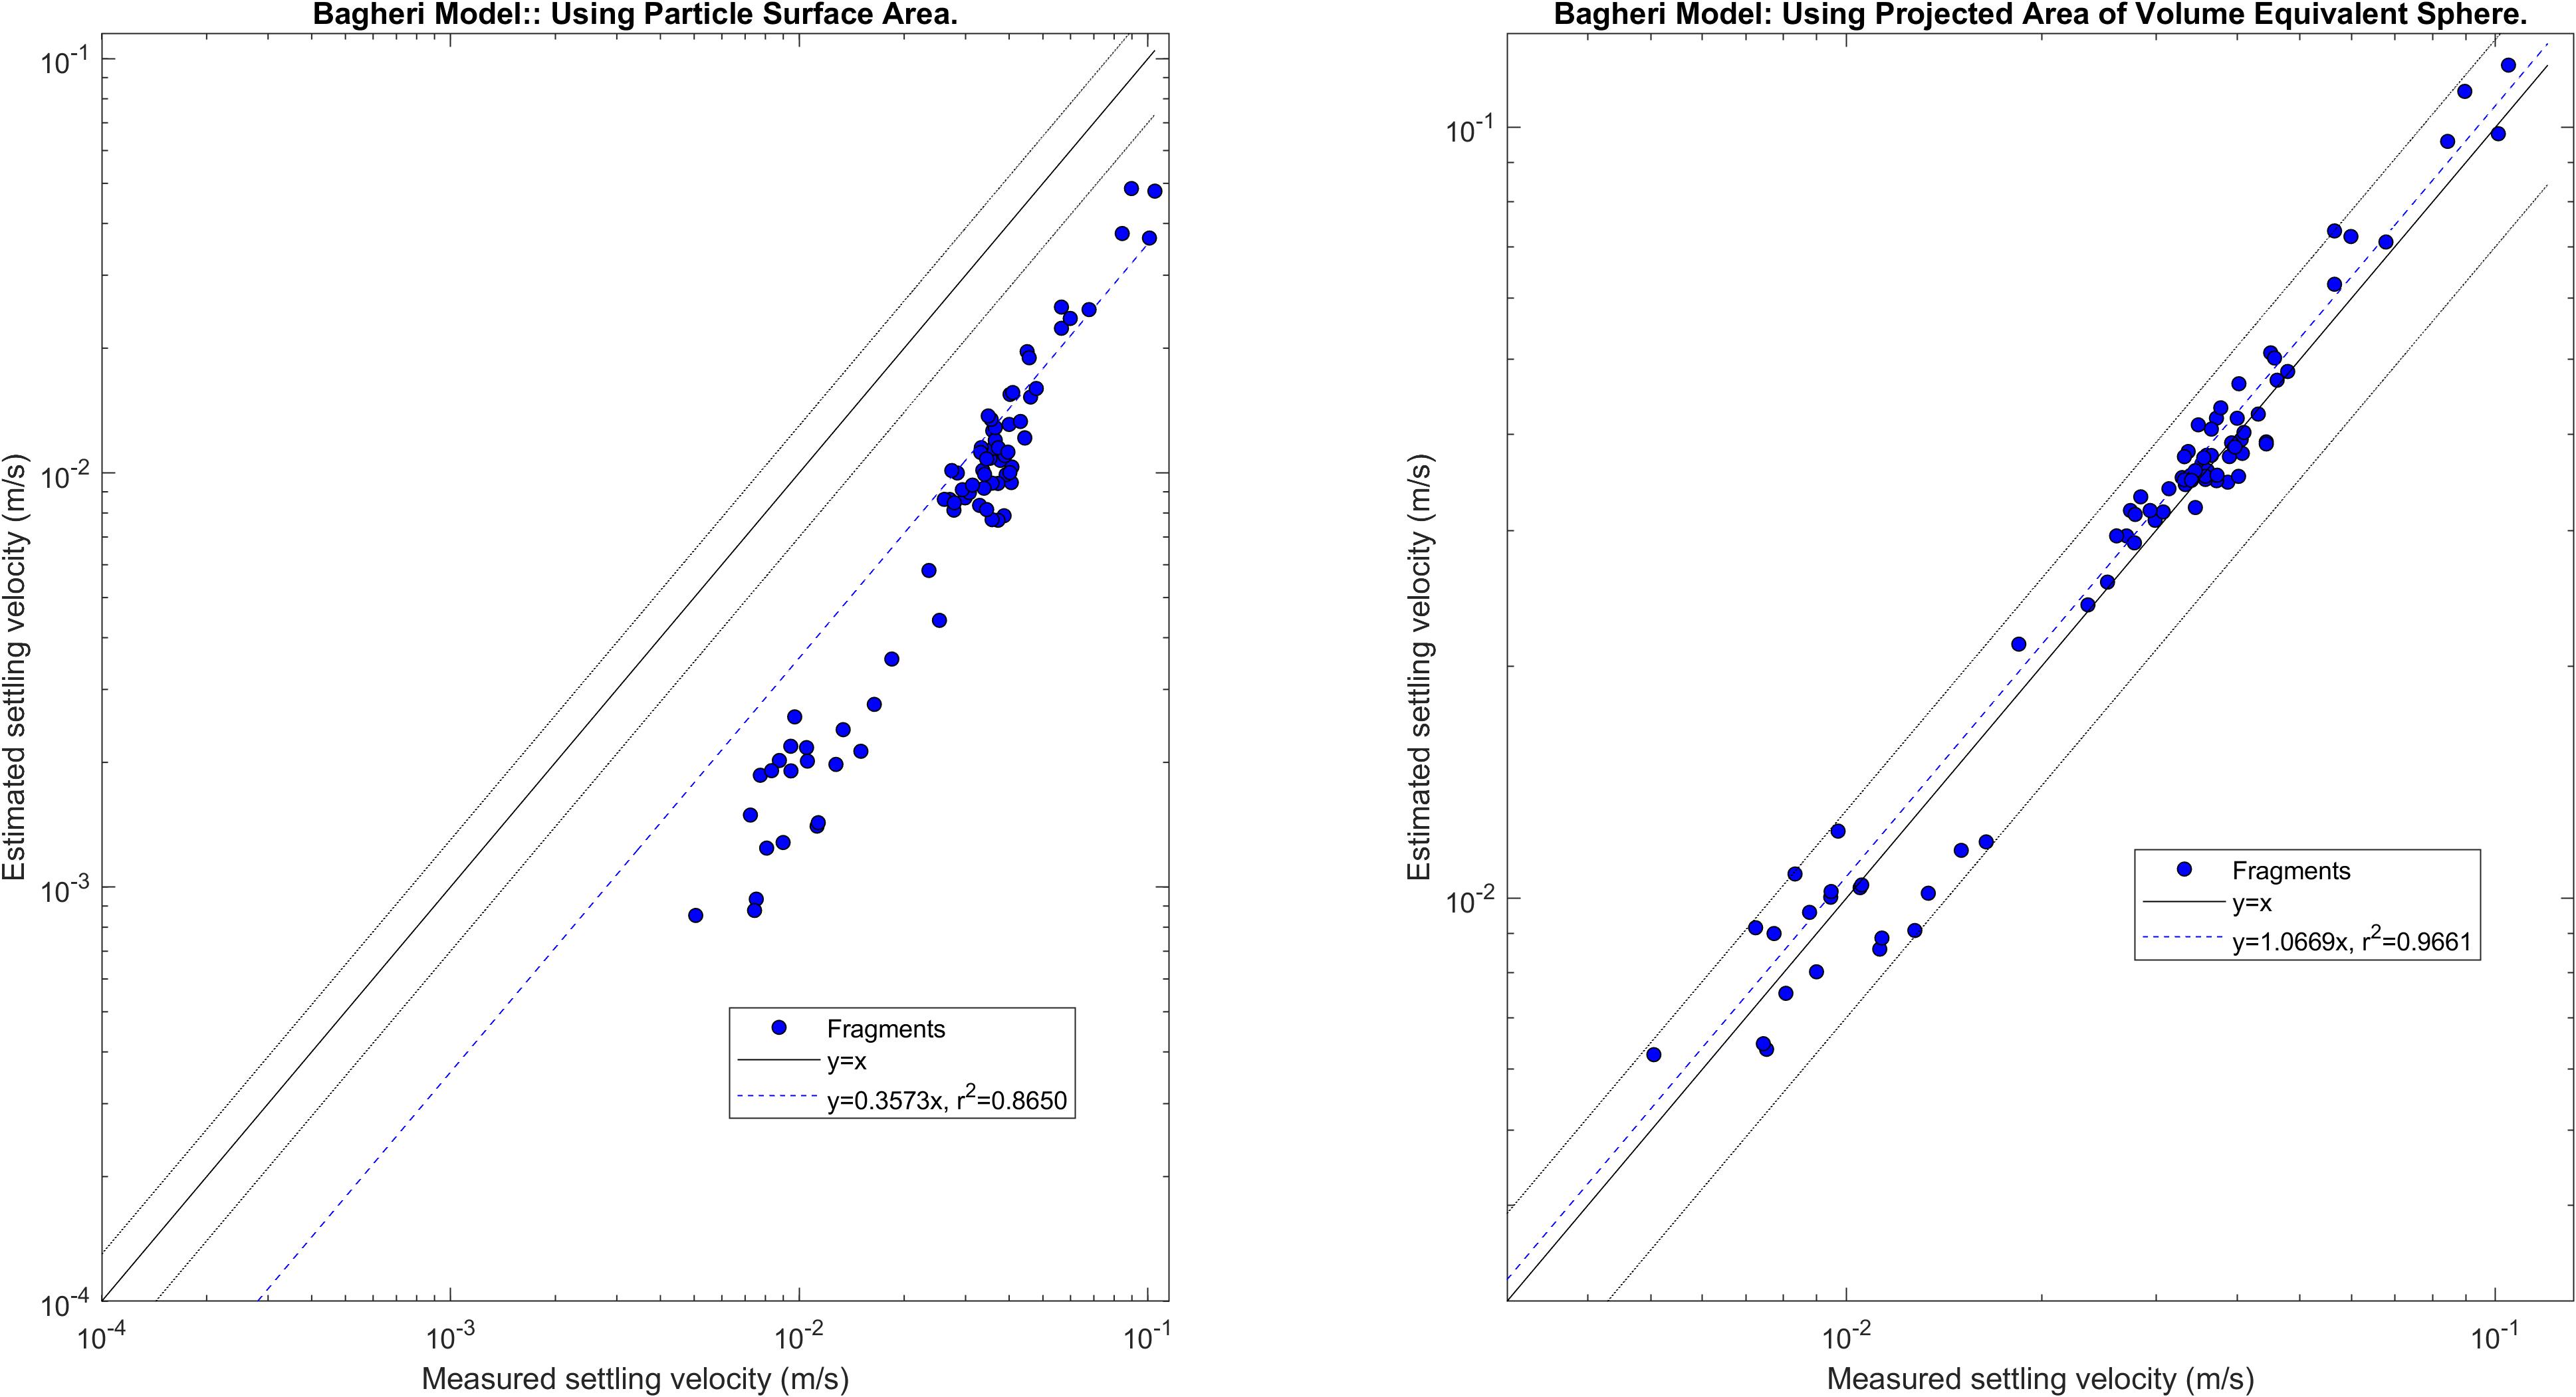 Bagheri Model:: Using Particle Surface Area.
Estimated settling velocity (m/s)
10^-1
10^-2
10^-3
10^-4
10^-4 10^-3 10^-2 10^-1
Measured settling velocity (m/s)
Fragments
y=x
y=0.3573x, r^2=0.8650
Bagheri Model: Using Projected Area of Volume Equivalent Sphere.
Estimated settling velocity (m/s)
10^-1
10^-2
10^-2 10^-1
Measured settling velocity (m/s)
Fragments
y=x
y=1.0669x, r^2=0.9661